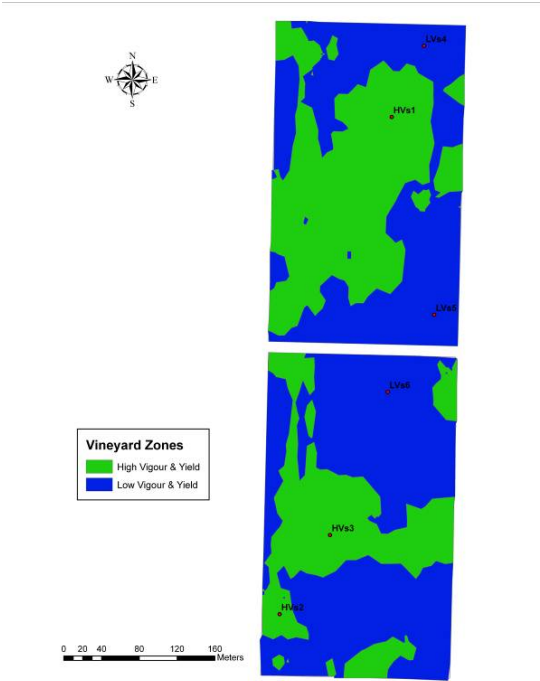 LVs4
N
W E
S
HVs1
LVs5
LVs6
Vineyard Zones
High Vigour & Yield
Low Vigour & Yield
HVs3
HVs2
0 20 40 80 120 160
Meters